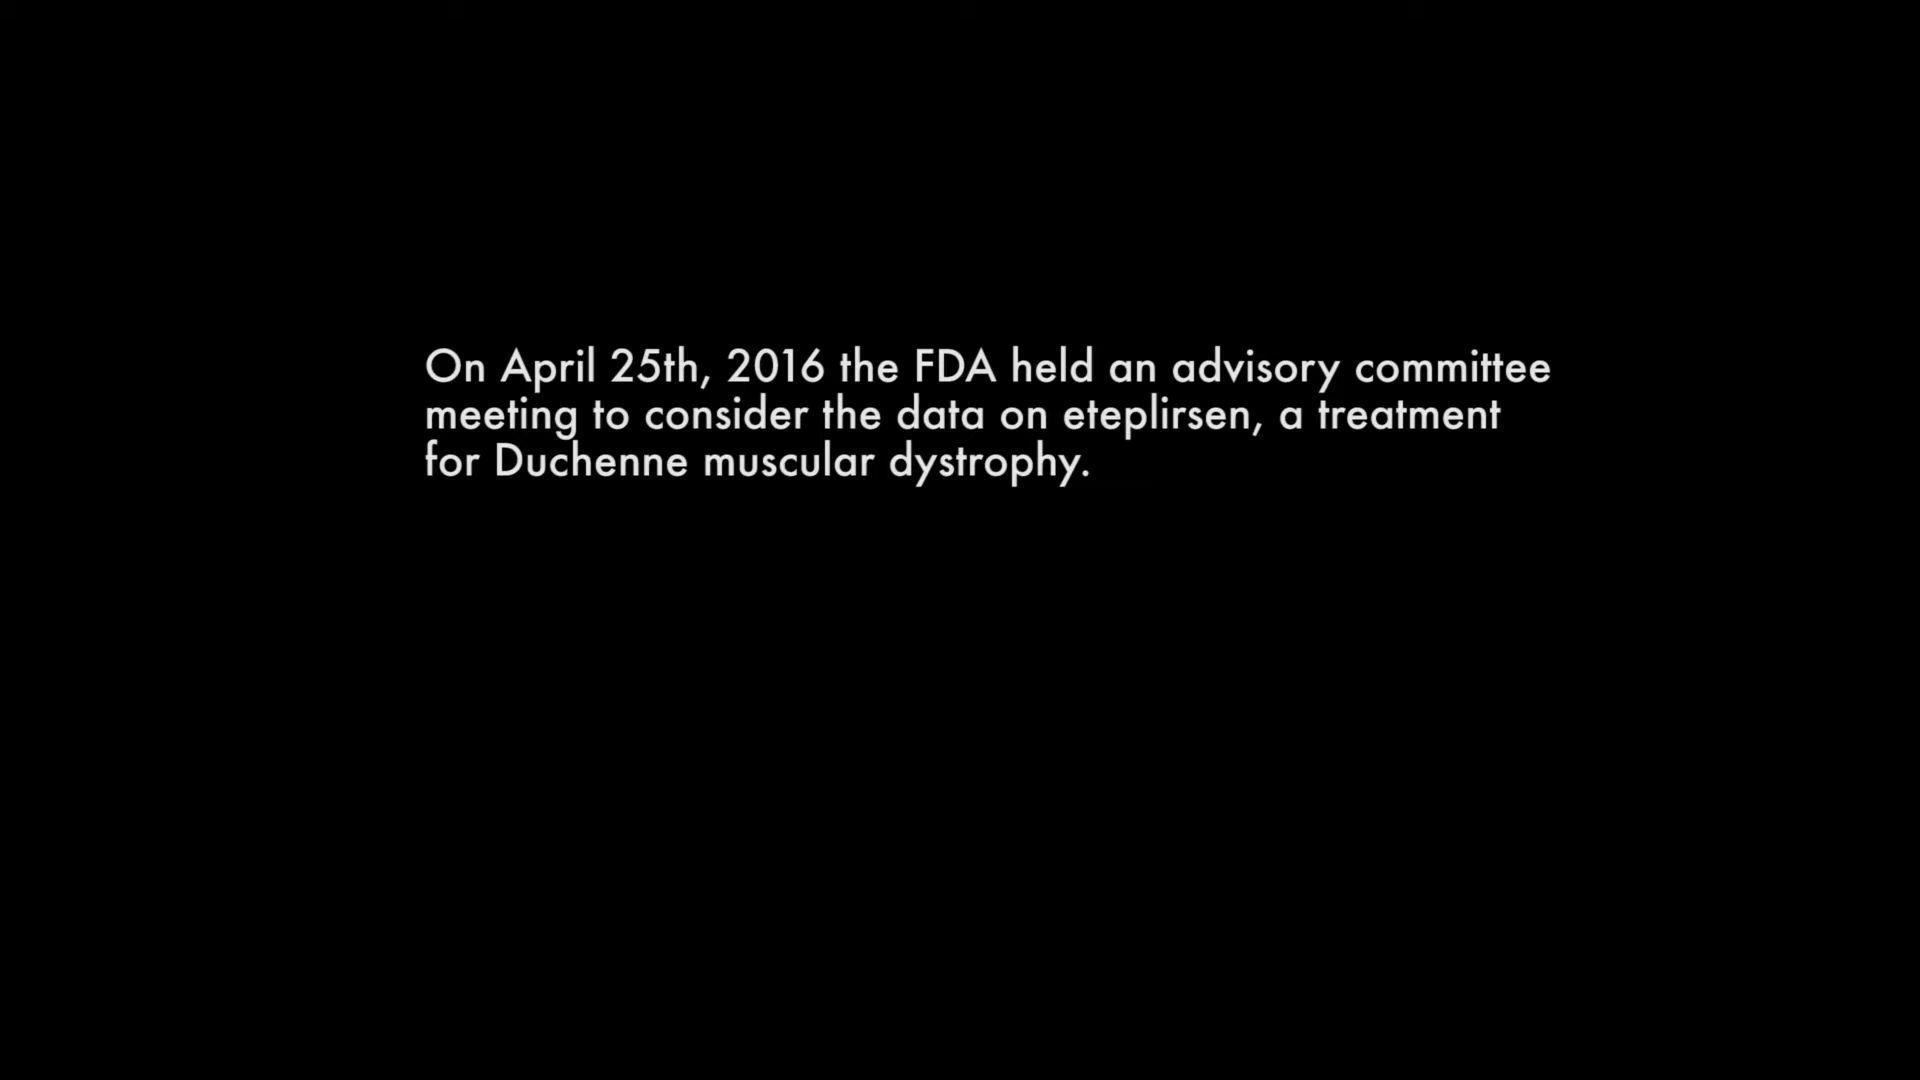 On April 25th, 2016 the FDA held an advisory committee
meeting to consider the data on eteplirsen, a treatment
for Duchenne muscular dystrophy.